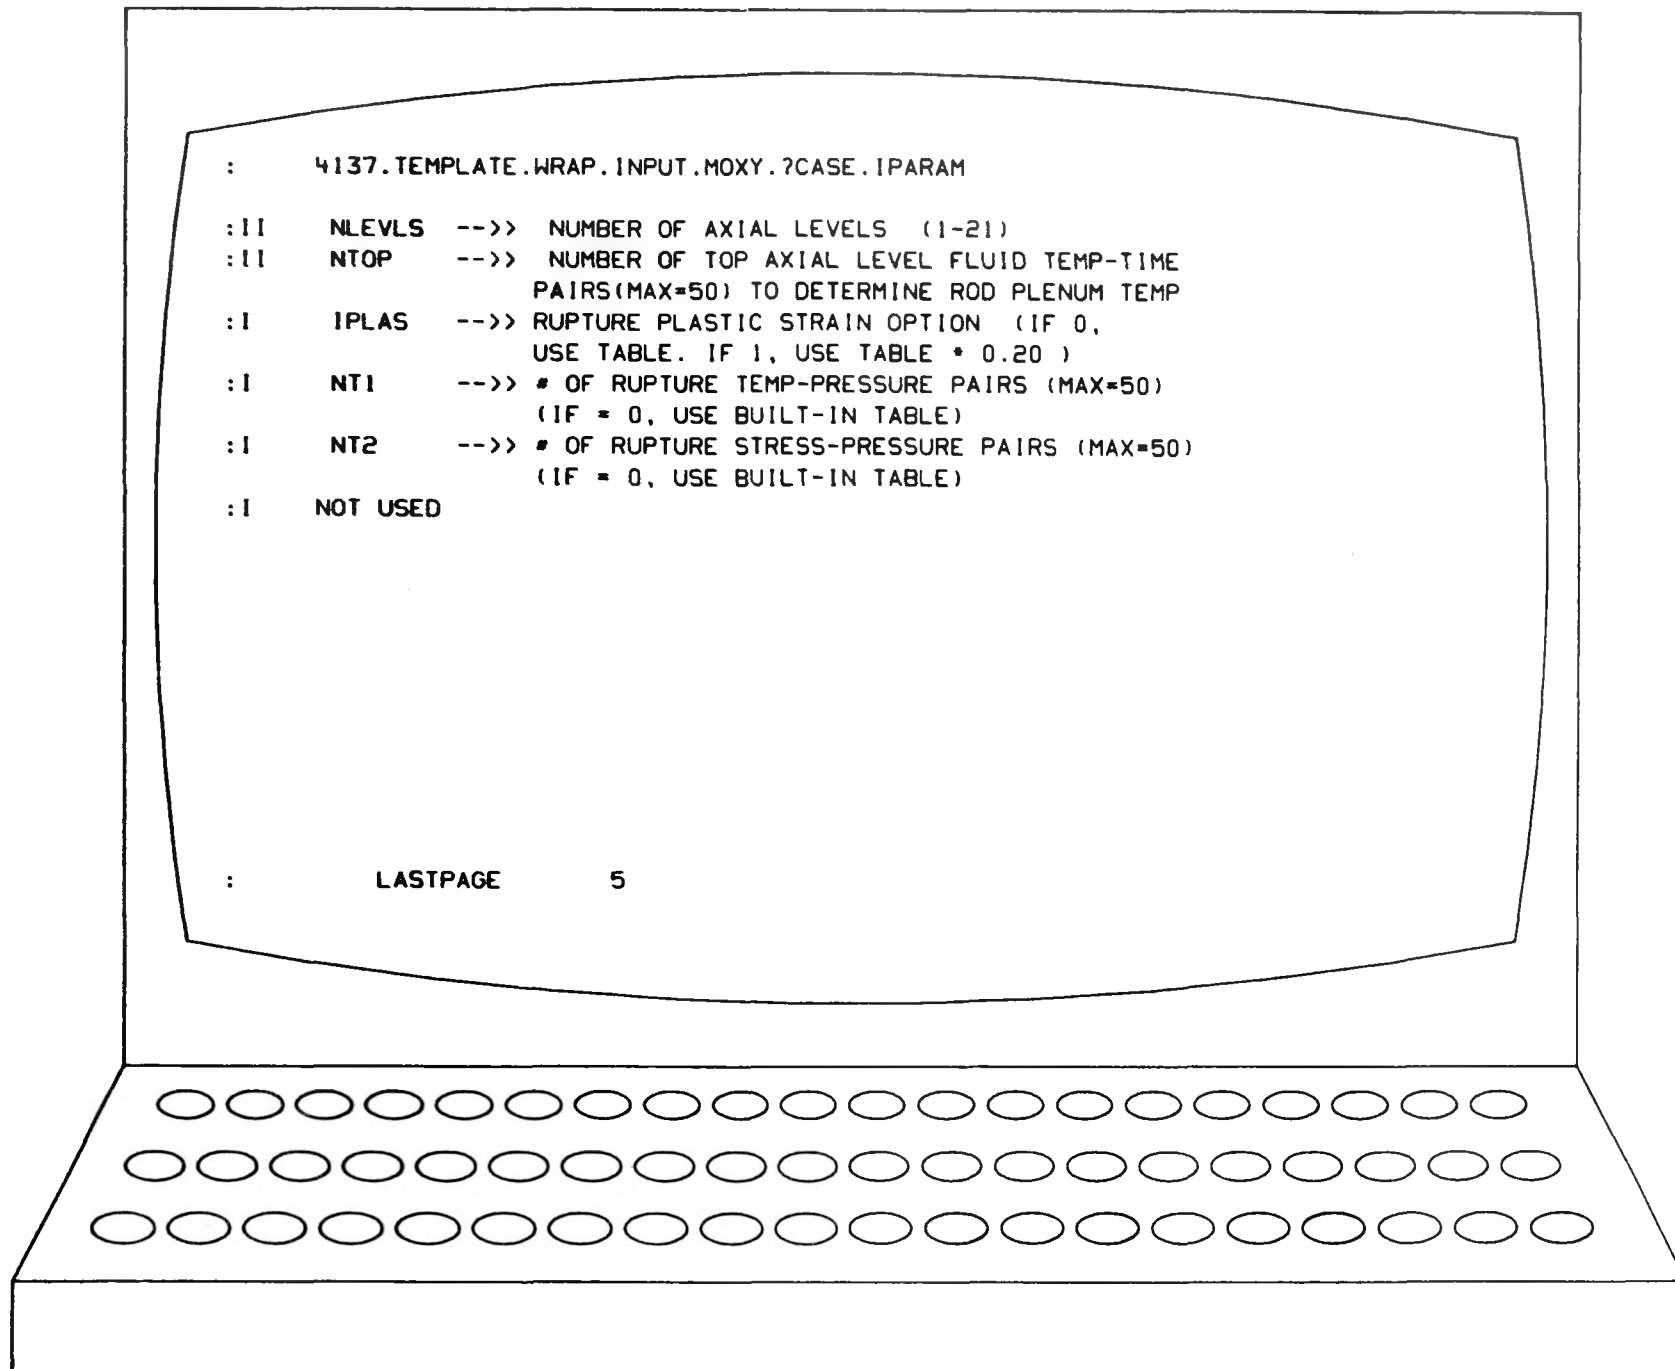 : 4137.TEMPLATE.WRAP.INPUT.MOXY.?CASE.IPARAM
:II NLEVLS -->> NUMBER OF AXIAL LEVELS (1-21)
:II NTOP -->> NUMBER OF TOP AXIAL LEVEL FLUID TEMP-TIME
PAIRS(MAX=50) TO DETERMINE ROD PLENUM TEMP
:I IPLAS -->> RUPTURE PLASTIC STRAIN OPTION (IF 0,
USE TABLE. IF 1, USE TABLE * 0.20 )
:I NT1 -->> # OF RUPTURE TEMP-PRESSURE PAIRS (MAX=50)
(IF = 0, USE BUILT-IN TABLE)
:I NT2 -->> # OF RUPTURE STRESS-PRESSURE PAIRS (MAX=50)
(IF = 0, USE BUILT-IN TABLE)
:I NOT USED
: LASTPAGE 5